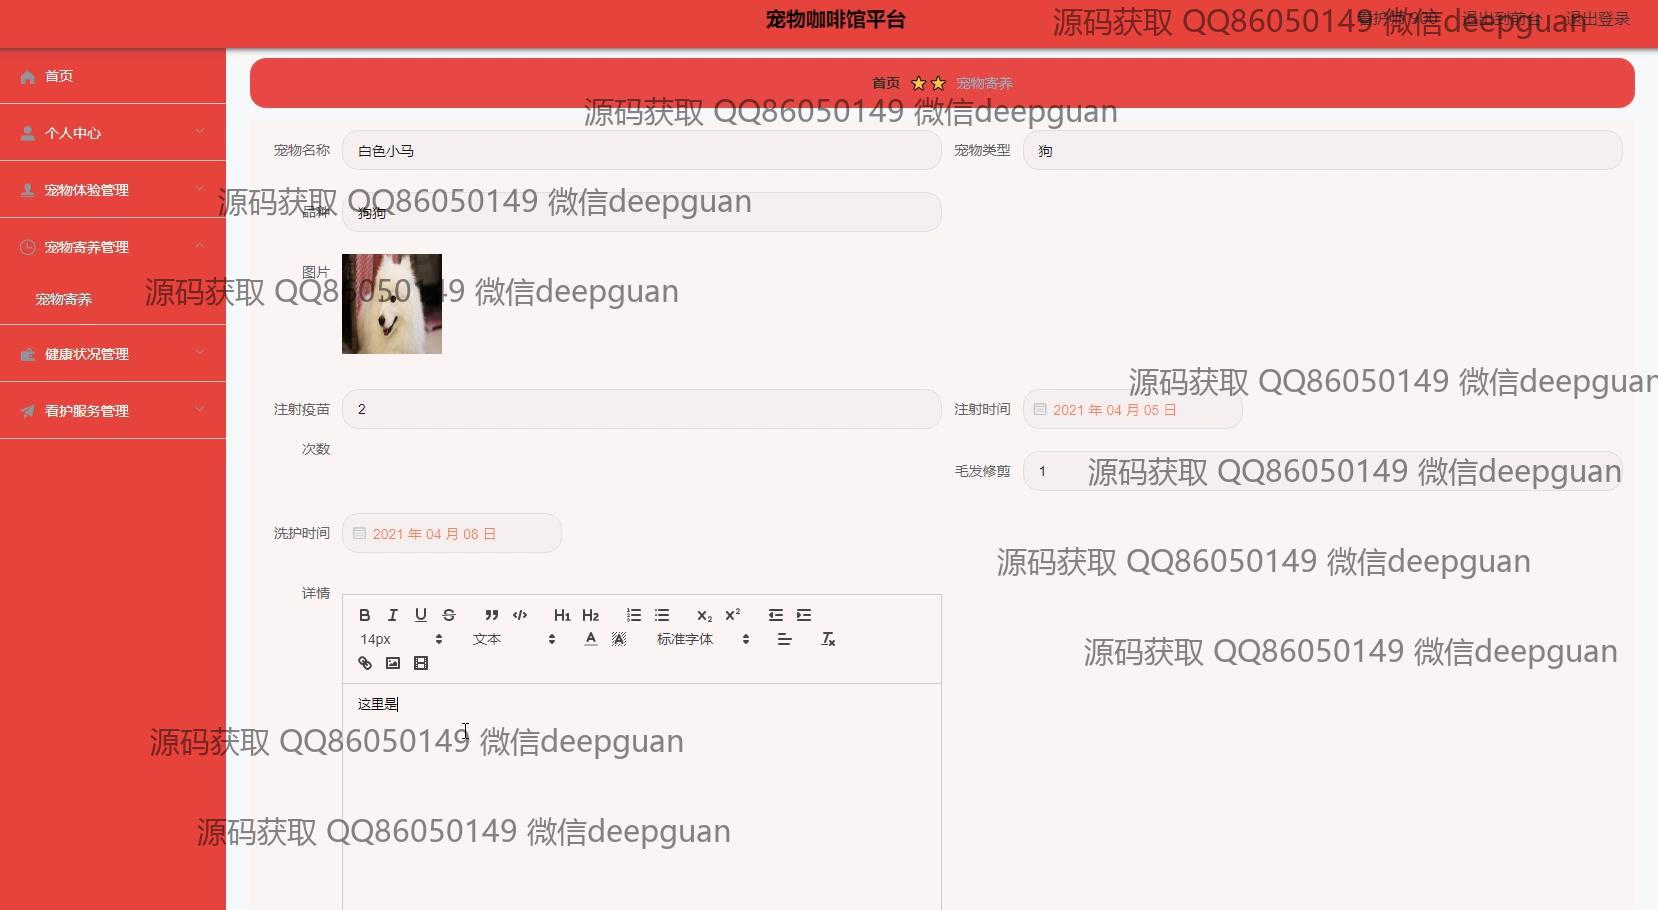 宠物咖啡馆平台
源码获取 QQ86050149 微信deepguan
退出到前台 退出登录
首页
个人中心
宠物体验管理
宠物寄养管理
宠物寄养
健康状况管理
看护服务管理
首页 宠物寄养
源码获取 QQ86050149 微信deepguan
宠物名称 白色小马 宠物类型 狗
源码获取 QQ86050149 微信deepguan
品种 狗狗
图片
源码获取 QQ86050149 微信deepguan
源码获取 QQ86050149 微信deepguan
注射疫苗次数 2 注射时间 2021 年 04 月 05 日
毛发修剪 1
源码获取 QQ86050149 微信deepguan
洗护时间 2021 年 04 月 08 日
源码获取 QQ86050149 微信deepguan
详情
B I U S H1 H2 X2 X2
14px 文本 A A 标准字体 Tx
源码获取 QQ86050149 微信deepguan
这里是
源码获取 QQ86050149 微信deepguan
源码获取 QQ86050149 微信deepguan